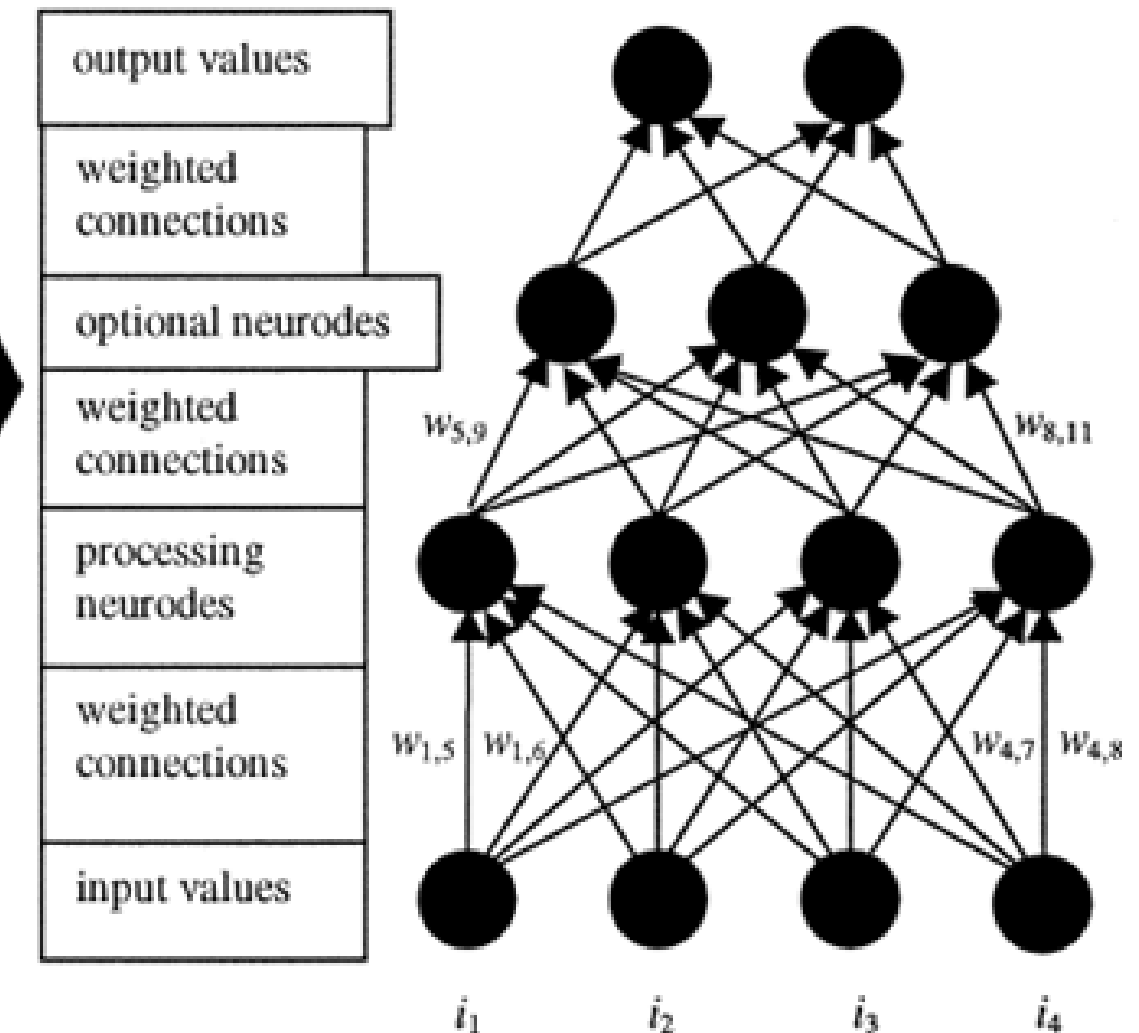 output values
weighted
connections
optional neurodes
weighted
connections
w5,9
w8,11
processing
neurodes
weighted
connections
w1,5
w1,6
w4,7
w4,8
input values
i1
i2
i3
i4